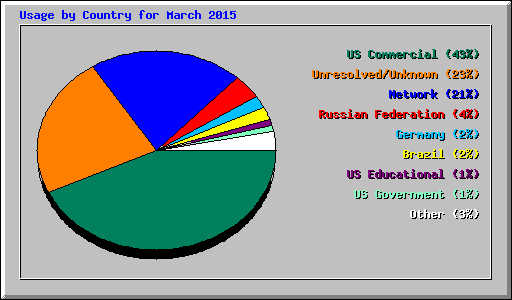 Usage by Country for March 2015
US Commercial (43%)
Unresolved/Unknown (23%)
Network (21%)
Russian Federation (4%)
Germany (2%)
Brazil (2%)
US Educational (1%)
US Government (1%)
Other (3%)